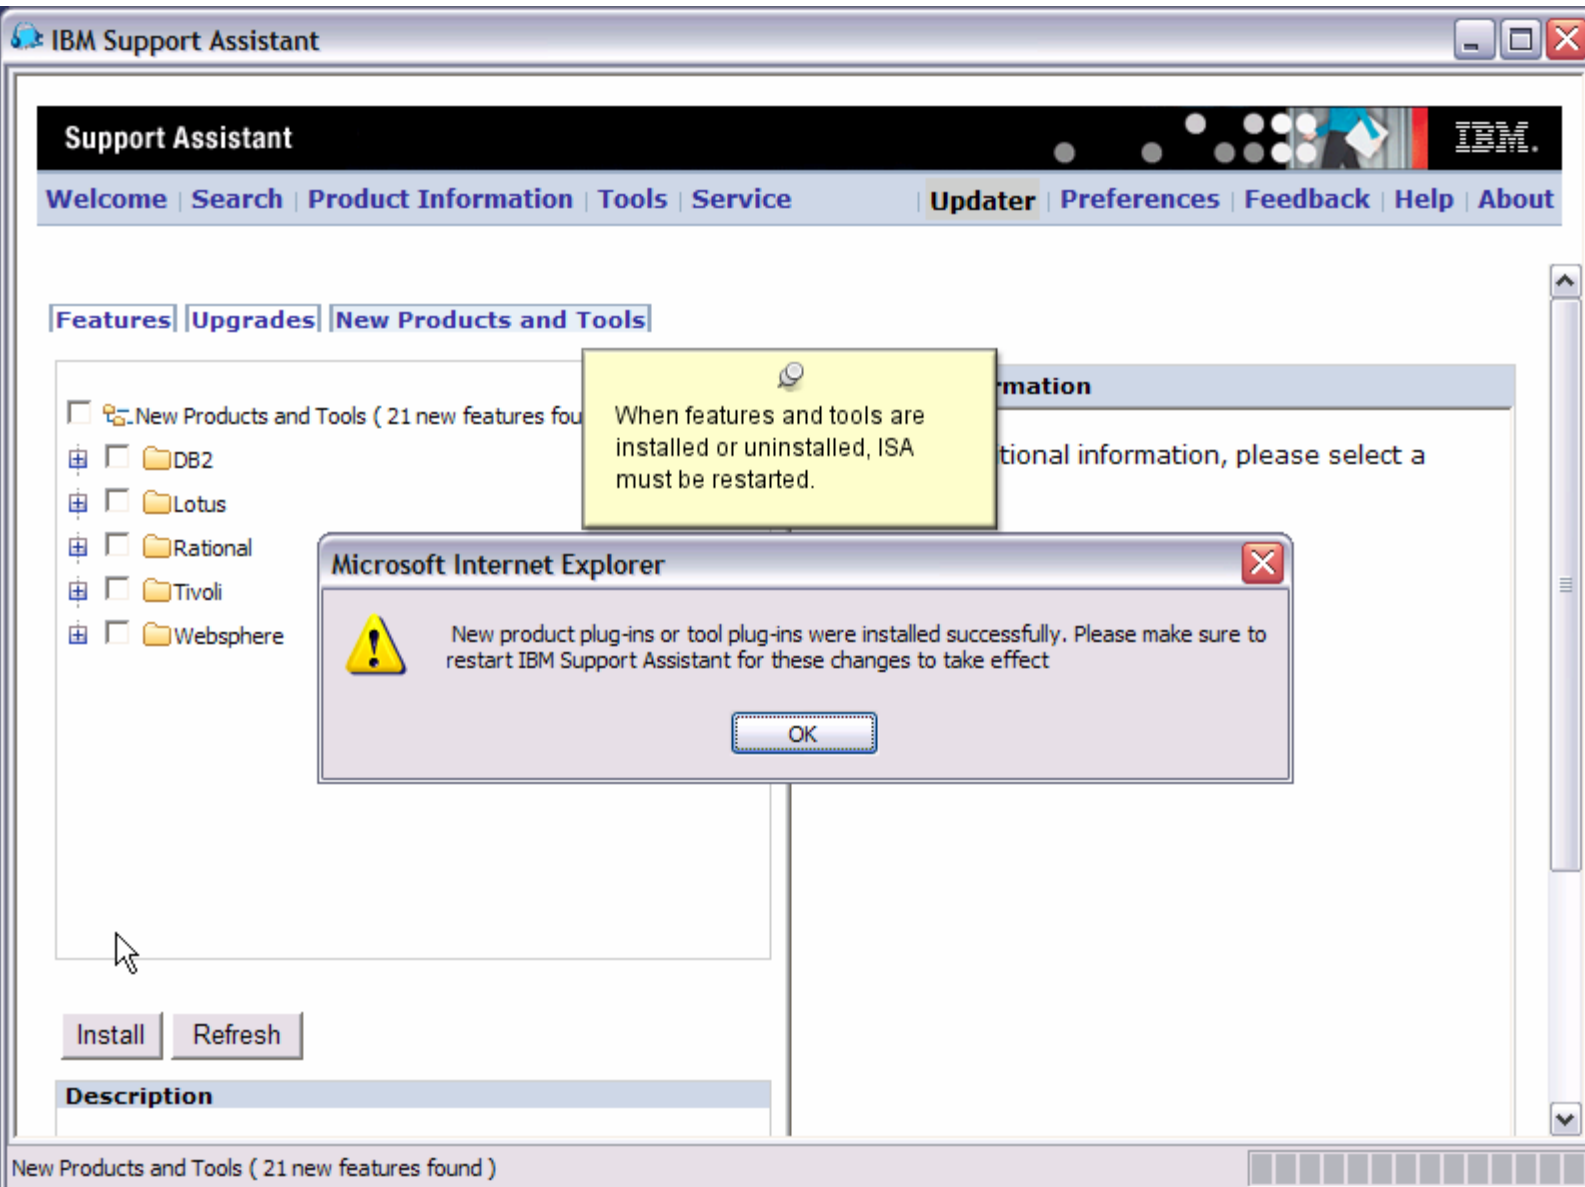 IBM Support Assistant
Support Assistant
IBM.
Welcome | Search | Product Information | Tools | Service | Updater | Preferences | Feedback | Help | About
Features
Upgrades
New Products and Tools
New Products and Tools ( 21 new features fou
DB2
Lotus
Rational
Tivoli
Websphere
When features and tools are
installed or uninstalled, ISA
must be restarted.
rmation
tional information, please select a
Microsoft Internet Explorer
New product plug-ins or tool plug-ins were installed successfully. Please make sure to
restart IBM Support Assistant for these changes to take effect
OK
Install
Refresh
Description
New Products and Tools ( 21 new features found )